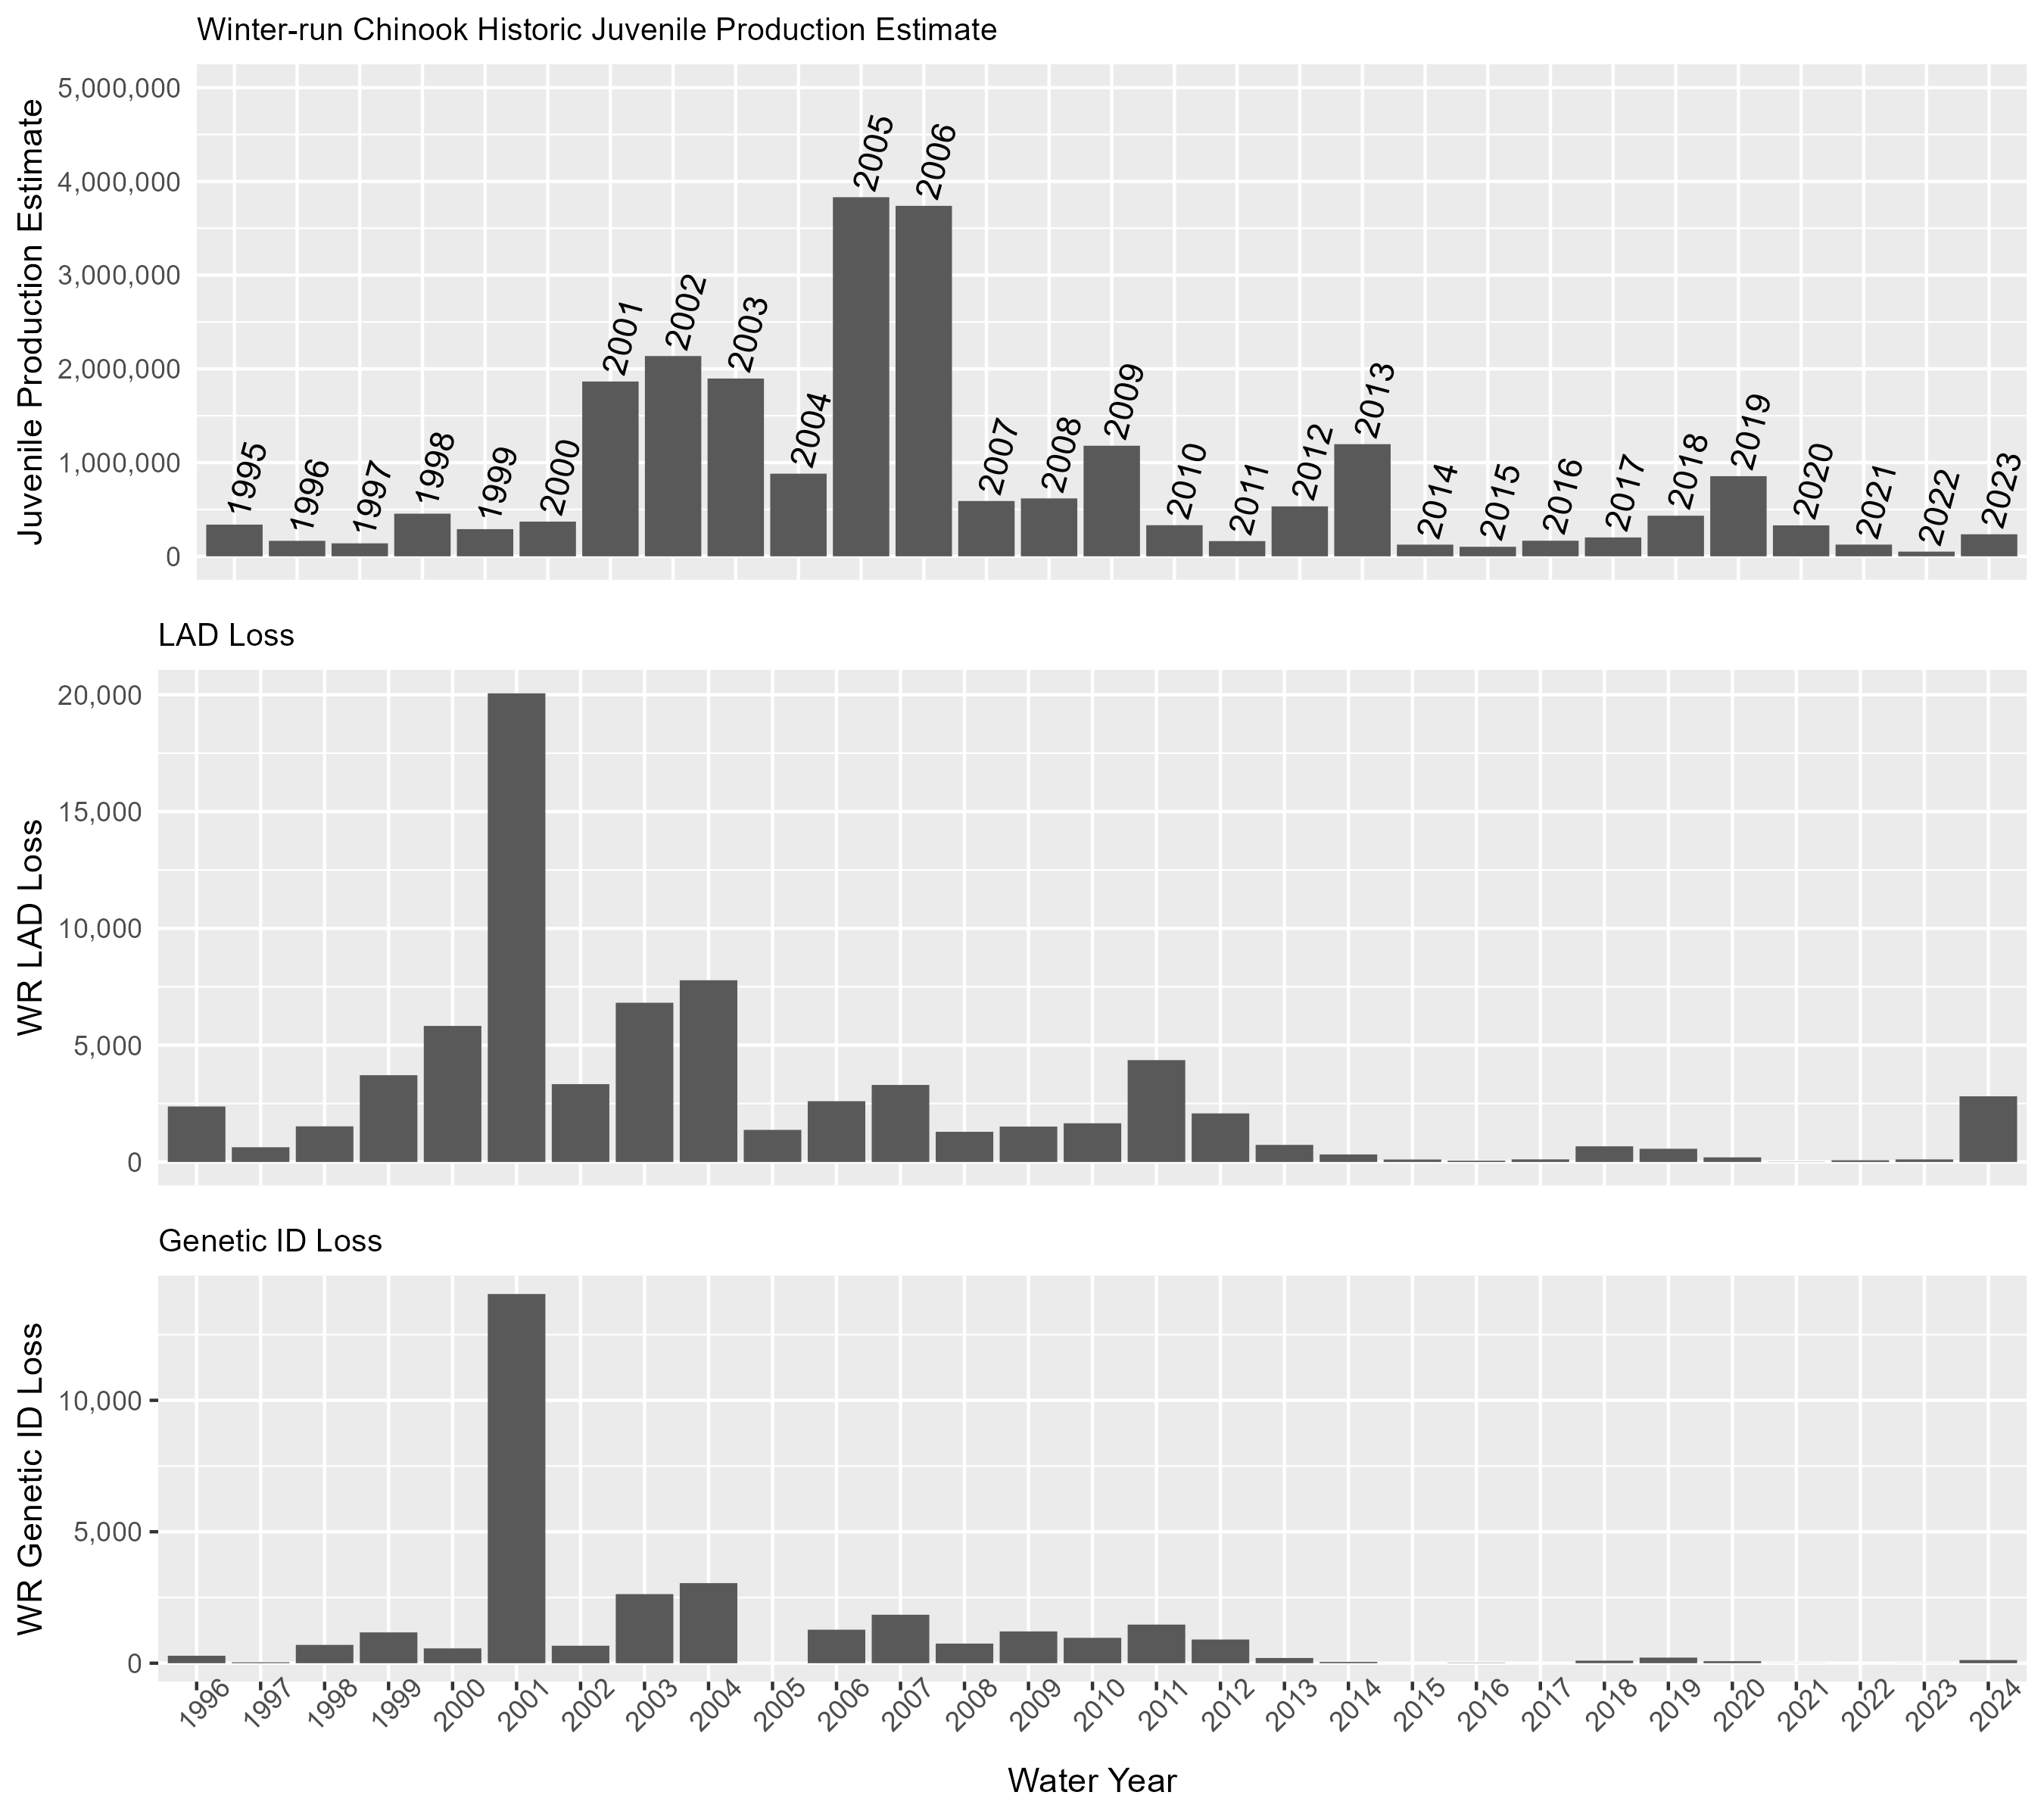 Winter-run Chinook Historic Juvenile Production Estimate
Juvenile Production Estimate
5,000,000
4,000,000
3,000,000
2,000,000
1,000,000
0
1995 1996 1997 1998 1999 2000 2001 2002 2003 2004 2005 2006 2007 2008 2009 2010 2011 2012 2013 2014 2015 2016 2017 2018 2019 2020 2021 2022 2023
LAD Loss
WR LAD Loss
20,000
15,000
10,000
5,000
0
Genetic ID Loss
WR Genetic ID Loss
10,000
5,000
0
1996 1997 1998 1999 2000 2001 2002 2003 2004 2005 2006 2007 2008 2009 2010 2011 2012 2013 2014 2015 2016 2017 2018 2019 2020 2021 2022 2023 2024
Water Year